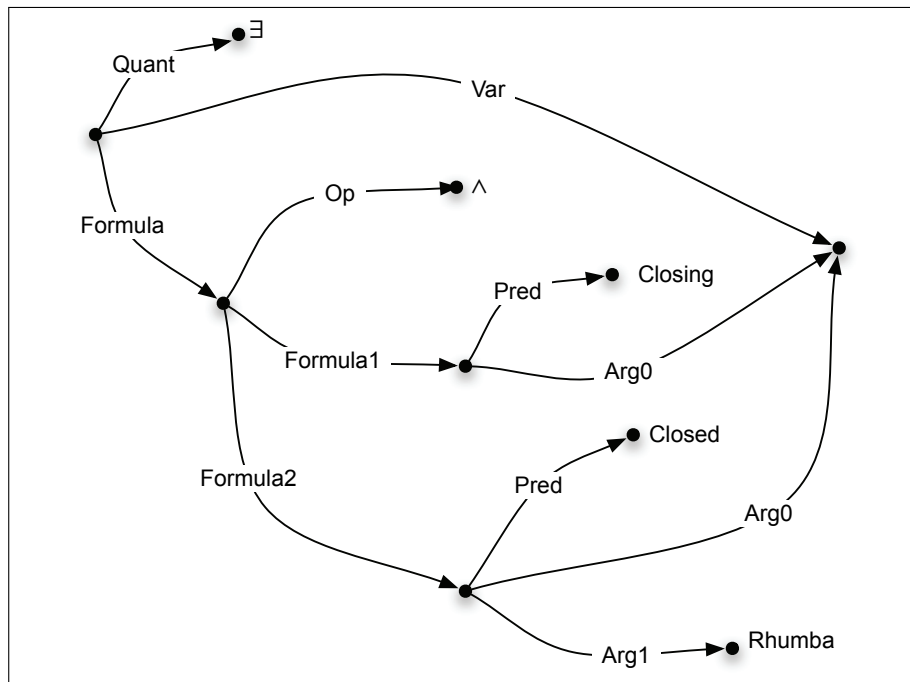 ∃
Quant
Var
Op
∧
Formula
Closing
Pred
Formula1
Arg0
Closed
Formula2
Pred
Arg0
Rhumba
Arg1